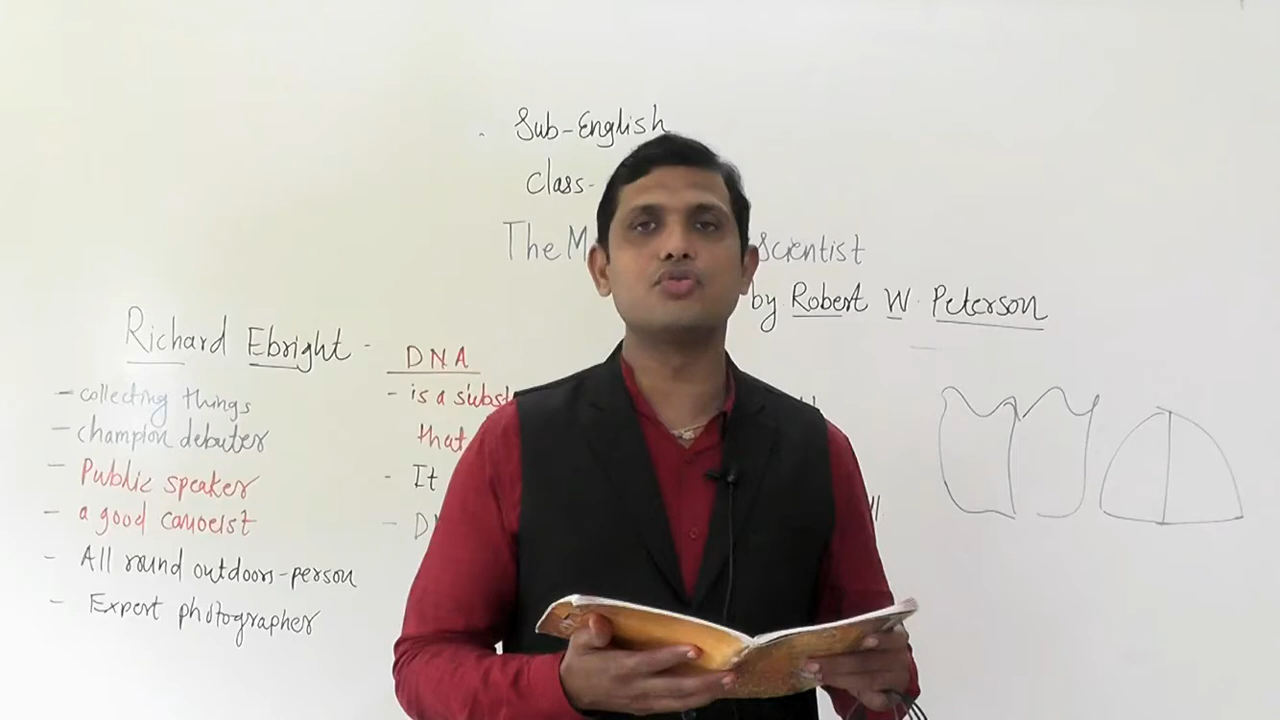 Sub-English
Class-
The M Scientist
by Robert W. Peterson
Richard Ebright -
- collecting things
- champion debater
- Public speaker
- a good canoeist
- All round outdoors-person
- Expert photographer
DNA
- is a subst
that
- It
- D